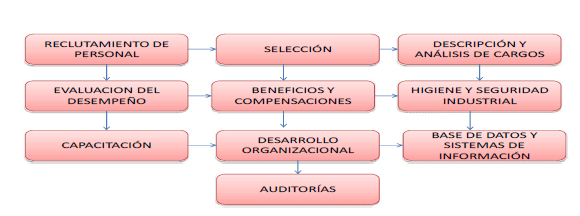 RECLUTAMIENTO DE
PERSONAL
SELECCIÓN
DESCRIPCIÓN Y
ANÁLISIS DE CARGOS
EVALUACION DEL
DESEMPEÑO
BENEFICIOS Y
COMPENSACIONES
HIGIENE Y SEGURIDAD
INDUSTRIAL
CAPACITACIÓN
DESARROLLO
ORGANIZACIONAL
BASE DE DATOS Y
SISTEMAS DE
INFORMACIÓN
AUDITORÍAS